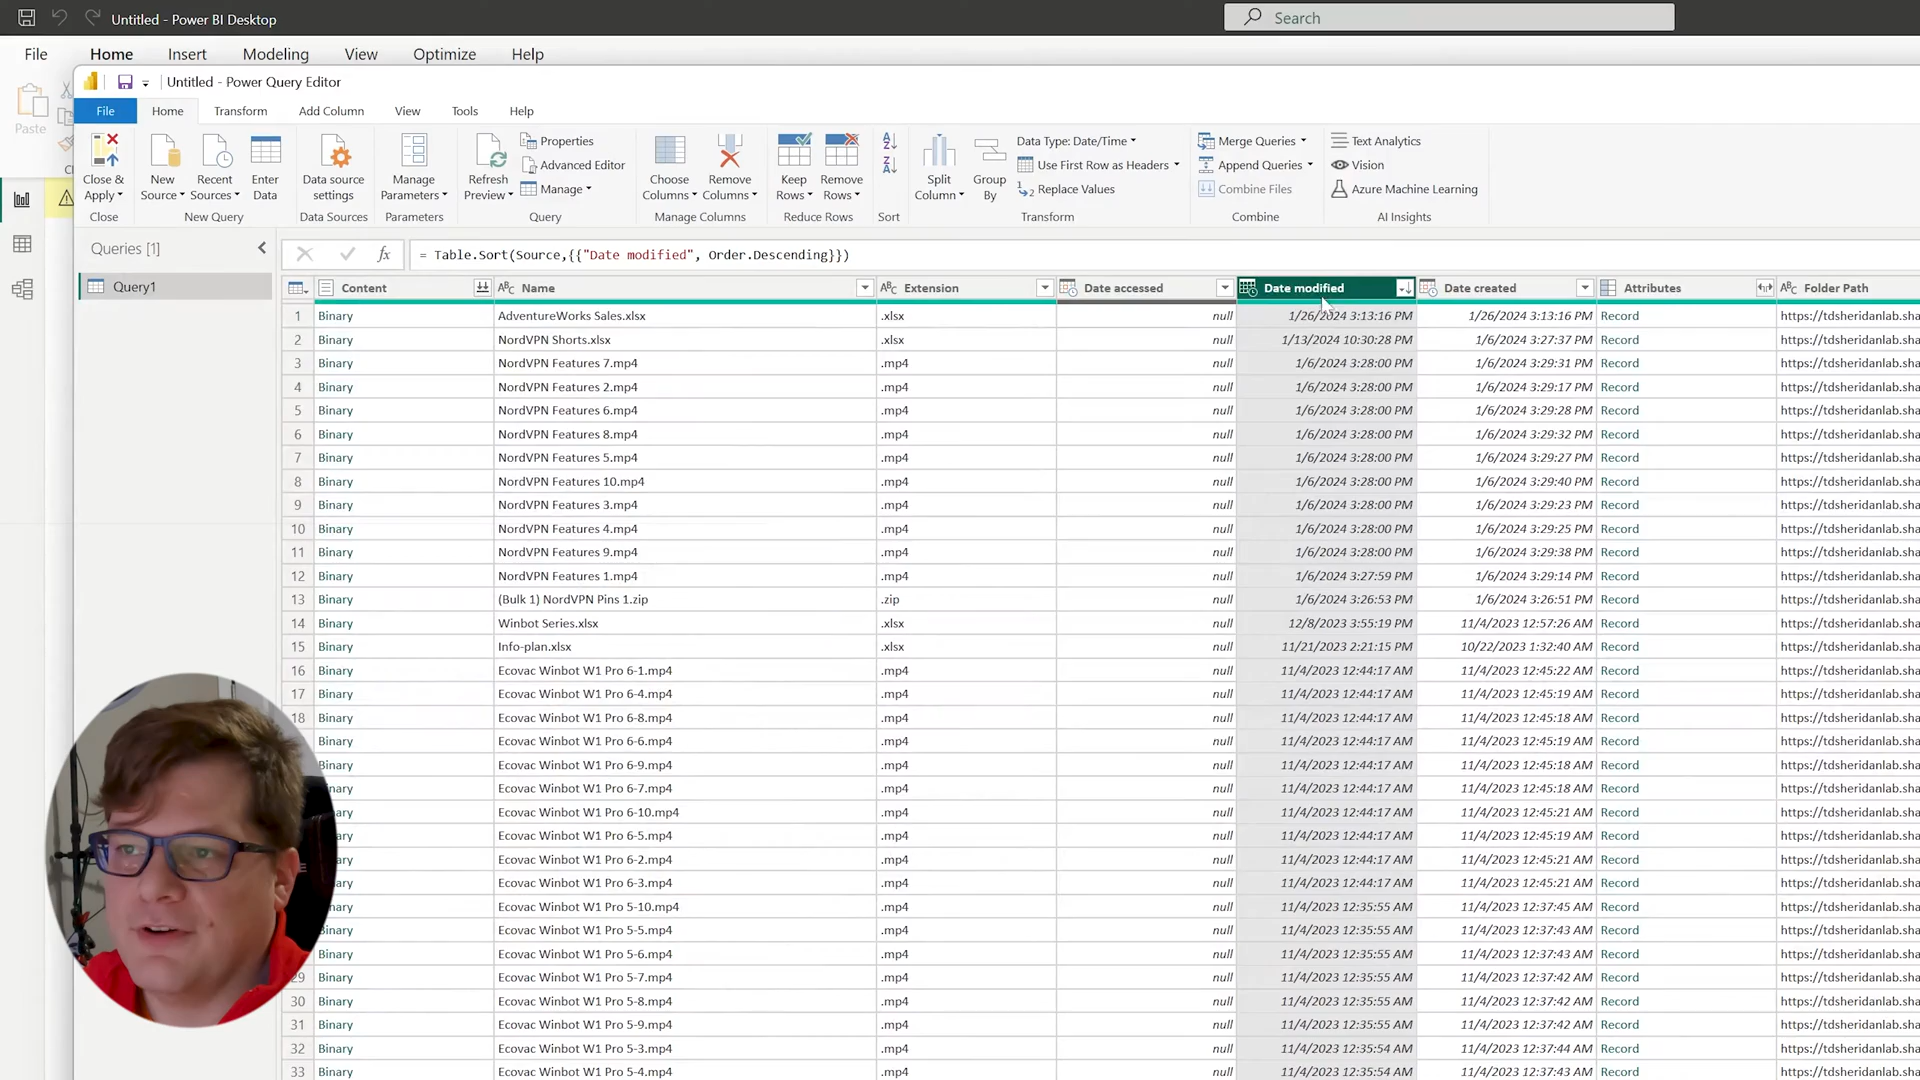 Untitled - Power BI Desktop
Search
File Home Insert Modeling View Optimize Help
Untitled - Power Query Editor
File Home Transform Add Column View Tools Help
Paste
Close & Apply
New Source
Recent Sources
Enter Data
Data source settings
Manage Parameters
Refresh Preview
Properties
Advanced Editor
Manage
Choose Columns
Remove Columns
Keep Rows
Remove Rows
Split Column
Group By
Data Type: Date/Time
Use First Row as Headers
Replace Values
Merge Queries
Append Queries
Combine Files
Text Analytics
Vision
Azure Machine Learning
Close New Query Data Sources Parameters Query Manage Columns Reduce Rows Sort Transform Combine AI Insights
Queries [1]
Query1
fx = Table.Sort(Source,{{"Date modified", Order.Descending}})
Content Name Extension Date accessed Date modified Date created Attributes Folder Path
1 Binary AdventureWorks Sales.xlsx .xlsx null 1/26/2024 3:13:16 PM 1/26/2024 3:13:16 PM Record https://tdsheridanlab.sha
2 Binary NordVPN Shorts.xlsx .xlsx null 1/13/2024 10:30:28 PM 1/6/2024 3:27:37 PM Record https://tdsheridanlab.sha
3 Binary NordVPN Features 7.mp4 .mp4 null 1/6/2024 3:28:00 PM 1/6/2024 3:29:31 PM Record https://tdsheridanlab.sha
4 Binary NordVPN Features 2.mp4 .mp4 null 1/6/2024 3:28:00 PM 1/6/2024 3:29:17 PM Record https://tdsheridanlab.sha
5 Binary NordVPN Features 6.mp4 .mp4 null 1/6/2024 3:28:00 PM 1/6/2024 3:29:28 PM Record https://tdsheridanlab.sha
6 Binary NordVPN Features 8.mp4 .mp4 null 1/6/2024 3:28:00 PM 1/6/2024 3:29:32 PM Record https://tdsheridanlab.sha
7 Binary NordVPN Features 5.mp4 .mp4 null 1/6/2024 3:28:00 PM 1/6/2024 3:29:27 PM Record https://tdsheridanlab.sha
8 Binary NordVPN Features 10.mp4 .mp4 null 1/6/2024 3:28:00 PM 1/6/2024 3:29:40 PM Record https://tdsheridanlab.sha
9 Binary NordVPN Features 3.mp4 .mp4 null 1/6/2024 3:28:00 PM 1/6/2024 3:29:23 PM Record https://tdsheridanlab.sha
10 Binary NordVPN Features 4.mp4 .mp4 null 1/6/2024 3:28:00 PM 1/6/2024 3:29:25 PM Record https://tdsheridanlab.sha
11 Binary NordVPN Features 9.mp4 .mp4 null 1/6/2024 3:28:00 PM 1/6/2024 3:29:38 PM Record https://tdsheridanlab.sha
12 Binary NordVPN Features 1.mp4 .mp4 null 1/6/2024 3:27:59 PM 1/6/2024 3:29:14 PM Record https://tdsheridanlab.sha
13 Binary (Bulk 1) NordVPN Pins 1.zip .zip null 1/6/2024 3:26:53 PM 1/6/2024 3:26:51 PM Record https://tdsheridanlab.sha
14 Binary Winbot Series.xlsx .xlsx null 12/8/2023 3:55:19 PM 11/4/2023 12:57:26 AM Record https://tdsheridanlab.sha
15 Binary Info-plan.xlsx .xlsx null 11/21/2023 2:21:15 PM 10/22/2023 1:32:40 AM Record https://tdsheridanlab.sha
16 Binary Ecovac Winbot W1 Pro 6-1.mp4 .mp4 null 11/4/2023 12:44:17 AM 11/4/2023 12:45:22 AM Record https://tdsheridanlab.sha
17 Binary Ecovac Winbot W1 Pro 6-4.mp4 .mp4 null 11/4/2023 12:44:17 AM 11/4/2023 12:45:19 AM Record https://tdsheridanlab.sha
18 Binary Ecovac Winbot W1 Pro 6-8.mp4 .mp4 null 11/4/2023 12:44:17 AM 11/4/2023 12:45:18 AM Record https://tdsheridanlab.sha
Binary Ecovac Winbot W1 Pro 6-6.mp4 .mp4 null 11/4/2023 12:44:17 AM 11/4/2023 12:45:19 AM Record https://tdsheridanlab.sha
Binary Ecovac Winbot W1 Pro 6-9.mp4 .mp4 null 11/4/2023 12:44:17 AM 11/4/2023 12:45:18 AM Record https://tdsheridanlab.sha
Binary Ecovac Winbot W1 Pro 6-7.mp4 .mp4 null 11/4/2023 12:44:17 AM 11/4/2023 12:45:18 AM Record https://tdsheridanlab.sha
nary Ecovac Winbot W1 Pro 6-10.mp4 .mp4 null 11/4/2023 12:44:17 AM 11/4/2023 12:45:21 AM Record https://tdsheridanlab.sha
ary Ecovac Winbot W1 Pro 6-5.mp4 .mp4 null 11/4/2023 12:44:17 AM 11/4/2023 12:45:19 AM Record https://tdsheridanlab.sha
ary Ecovac Winbot W1 Pro 6-2.mp4 .mp4 null 11/4/2023 12:44:17 AM 11/4/2023 12:45:21 AM Record https://tdsheridanlab.sha
nary Ecovac Winbot W1 Pro 6-3.mp4 .mp4 null 11/4/2023 12:44:17 AM 11/4/2023 12:45:21 AM Record https://tdsheridanlab.sha
nary Ecovac Winbot W1 Pro 5-10.mp4 .mp4 null 11/4/2023 12:35:55 AM 11/4/2023 12:37:45 AM Record https://tdsheridanlab.sha
Binary Ecovac Winbot W1 Pro 5-5.mp4 .mp4 null 11/4/2023 12:35:55 AM 11/4/2023 12:37:43 AM Record https://tdsheridanlab.sha
Binary Ecovac Winbot W1 Pro 5-6.mp4 .mp4 null 11/4/2023 12:35:55 AM 11/4/2023 12:37:43 AM Record https://tdsheridanlab.sha
29 Binary Ecovac Winbot W1 Pro 5-7.mp4 .mp4 null 11/4/2023 12:35:55 AM 11/4/2023 12:37:42 AM Record https://tdsheridanlab.sha
30 Binary Ecovac Winbot W1 Pro 5-8.mp4 .mp4 null 11/4/2023 12:35:55 AM 11/4/2023 12:37:42 AM Record https://tdsheridanlab.sha
31 Binary Ecovac Winbot W1 Pro 5-9.mp4 .mp4 null 11/4/2023 12:35:55 AM 11/4/2023 12:37:42 AM Record https://tdsheridanlab.sha
32 Binary Ecovac Winbot W1 Pro 5-3.mp4 .mp4 null 11/4/2023 12:35:54 AM 11/4/2023 12:37:44 AM Record https://tdsheridanlab.sha
33 Binary Ecovac Winbot W1 Pro 5-4.mp4 .mp4 null 11/4/2023 12:35:54 AM 11/4/2023 12:37:43 AM Record https://tdsheridanlab.sha